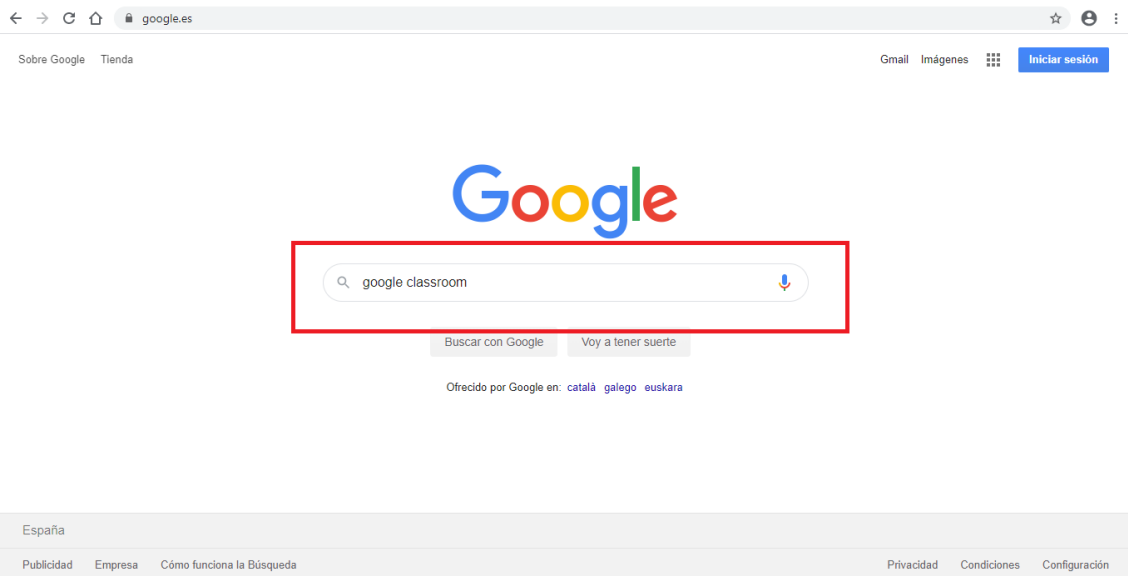 google.es
Sobre Google Tienda Gmail Imágenes Iniciar sesión
Google
google classroom
Buscar con Google Voy a tener suerte
Ofrecido por Google en: català galego euskara
España
Publicidad Empresa Cómo funciona la Búsqueda Privacidad Condiciones Configuración